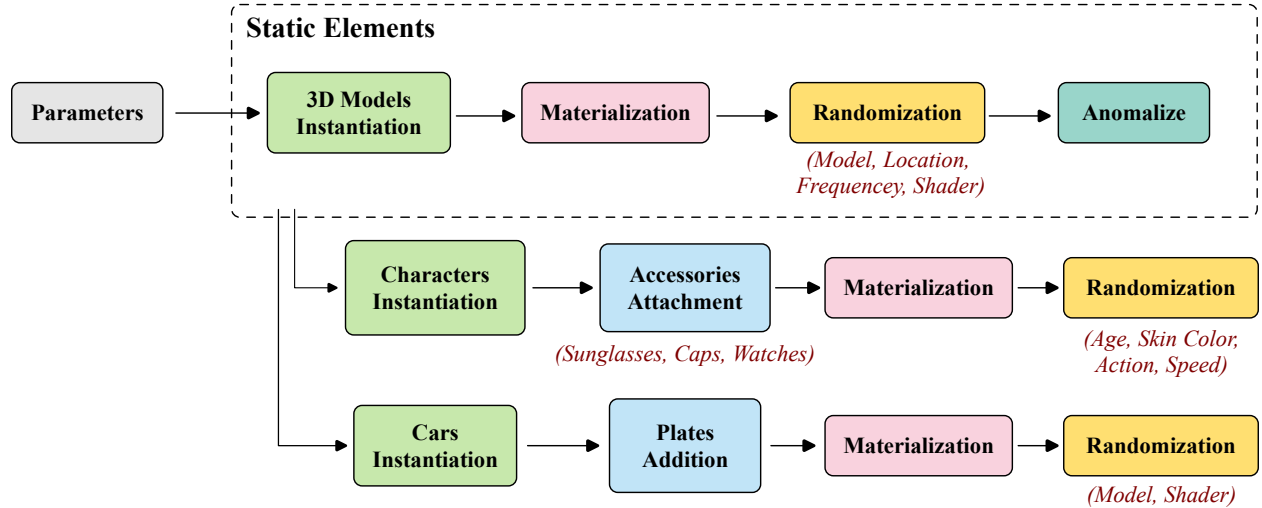 Static Elements
Parameters
3D Models
Instantiation
Materialization
Randomization
(Model, Location,
Frequencey, Shader)
Anomalize
Characters
Instantiation
Accessories
Attachment
(Sunglasses, Caps, Watches)
Materialization
Randomization
(Age, Skin Color,
Action, Speed)
Cars
Instantiation
Plates
Addition
Materialization
Randomization
(Model, Shader)